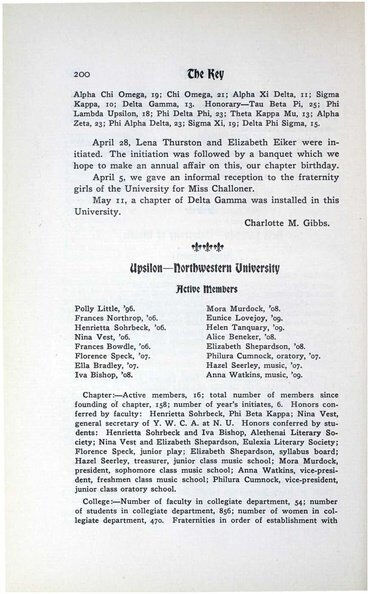 200 The Key
Alpha Chi Omega, 19; Chi Omega, 21; Alpha Xi Delta, 11; Sigma
Kappa, 10; Delta Gamma, 13. Honorary—Tau Beta Pi, 25; Phi
Lambda Upsilon, 18; Phi Delta Phi, 23; Theta Kappa Mu, 13; Alpha
Zeta, 23; Phi Alpha Delta, 23; Sigma Xi, 19; Delta Phi Sigma, 15.
April 28, Lena Thurston and Elizabeth Eiker were in-
itiated. The initiation was followed by a banquet which we
hope to make an annual affair on this, our chapter birthday.
April 5, we gave an informal reception to the fraternity
girls of the University for Miss Challoner.
May 11, a chapter of Delta Gamma was installed in this
University.
Charlotte M. Gibbs.
Upsilon—Northwestern University
Active Members
Polly Little, '96.
Frances Northrop, '06.
Henrietta Sohrbeck, '06.
Nina Vest, '06.
Frances Bowdle, '06.
Florence Speck, '07.
Ella Bradley, '07.
Iva Bishop, '08.
Mora Murdock, '08.
Eunice Lovejoy, '09.
Helen Tanquary, '09.
Alice Beneker, '08.
Elizabeth Shepardson, '08.
Philura Cumnock, oratory, '07.
Hazel Seerley, music, '07.
Anna Watkins, music, '09.
Chapter:—Active members, 16; total number of members since
founding of chapter, 158; number of year's initiates, 6. Honors con-
ferred by faculty: Henrietta Sohrbeck, Phi Beta Kappa; Nina Vest,
general secretary of Y. W. C. A. at N. U. Honors conferred by stu-
dents: Henrietta Sohrbeck and Iva Bishop, Alethenai Literary So-
ciety; Nina Vest and Elizabeth Shepardson, Eulexia Literary Society;
Florence Speck, junior play; Elizabeth Shepardson, syllabus board;
Hazel Seerley, treasurer, junior class music school; Mora Murdock,
president, sophomore class music school; Anna Watkins, vice-presi-
dent, freshmen class music school; Philura Cumnock, vice-president,
junior class oratory school.
College:—Number of faculty in collegiate department, 54; number
of students in collegiate department, 856; number of women in col-
legiate department, 470. Fraternities in order of establishment with